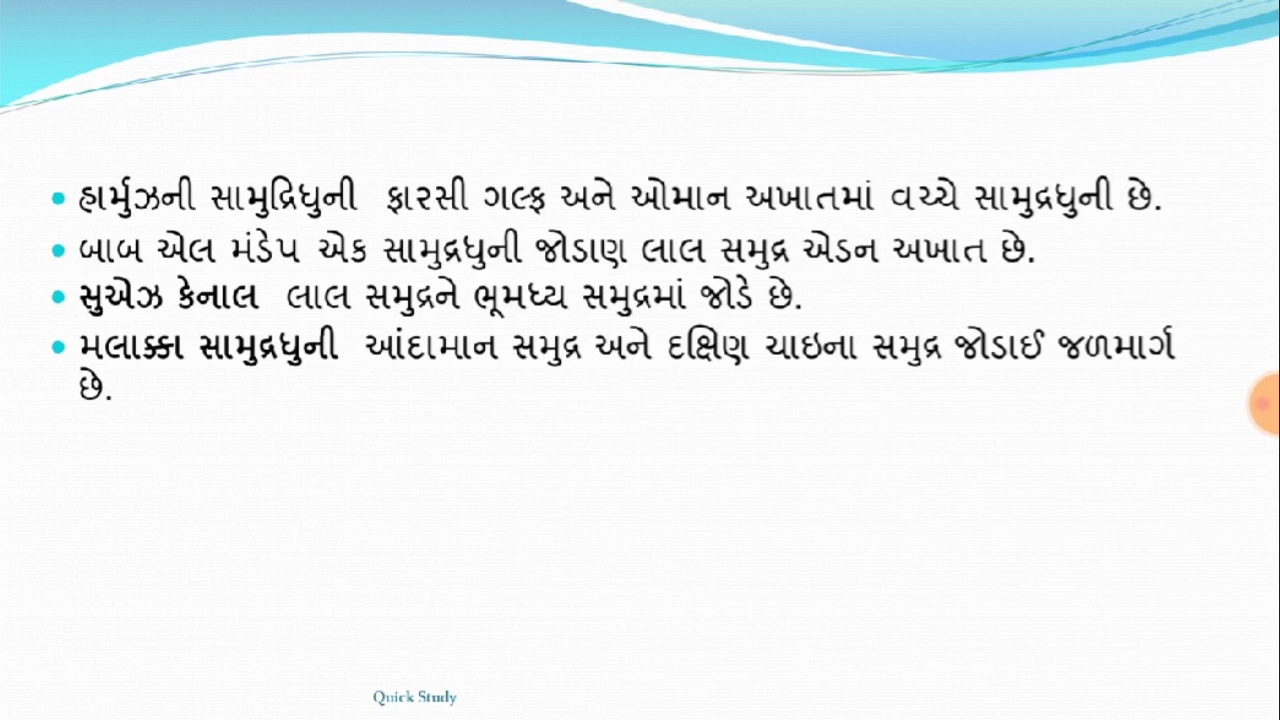 • હાર્મુઝની સામુદ્રિધુની ફારસી ગલ્ફ અને ઓમાન અખાતમાં વચ્ચે સામુદ્રધુની છે.
• બાબ એલ મંડેપ એક સામુદ્રધુની જોડાણ લાલ સમુદ્ર એડન અખાત છે.
• સુએઝ કેનાલ લાલ સમુદ્રને ભૂમધ્ય સમુદ્રમાં જોડે છે.
• મલાક્કા સામુદ્રધુની આંદામાન સમુદ્ર અને દક્ષિણ ચાઇના સમુદ્ર જોડાઈ જળમાર્ગ
છે.
Quick Study